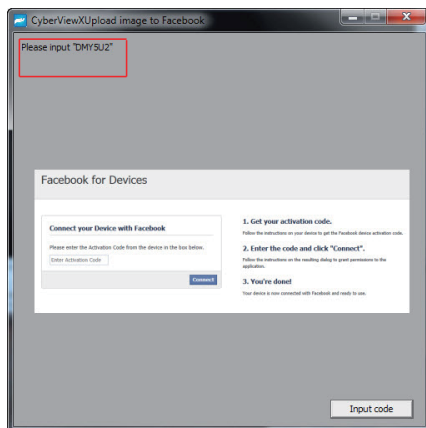 CyberViewXUpload image to Facebook
Please input "DMY5U2"
Facebook for Devices
Connect your Device with Facebook
Please enter the Activation Code from the device in the box below.
Enter Activation Code
Connect
1. Get your activation code.
Follow the instructions on your device to get the Facebook device activation code.
2. Enter the code and click "Connect".
Follow the instructions on the resulting dialog to grant permissions to the
application.
3. You're done!
Your device is now connected with Facebook and ready to use.
Input code